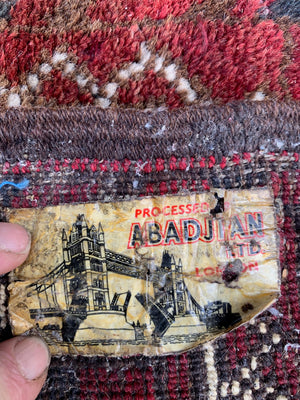 PROCESSED
ABADJIAN
LTD.
LONDON